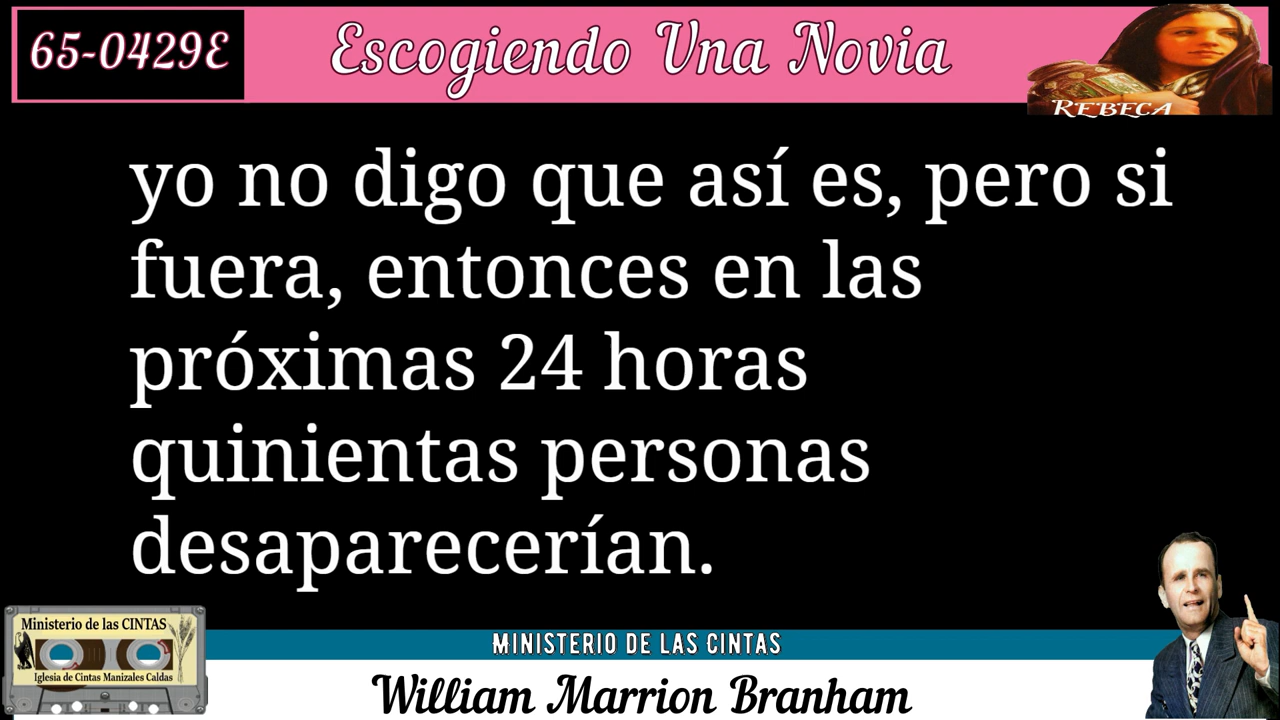 65-0429E
Escogiendo Una Novia
REBECA
yo no digo que así es, pero si
fuera, entonces en las
próximas 24 horas
quinientas personas
desaparecerían.
Ministerio de las CINTAS
Iglesia de Cintas Manizales Caldas
MINISTERIO DE LAS CINTAS
William Marrion Branham